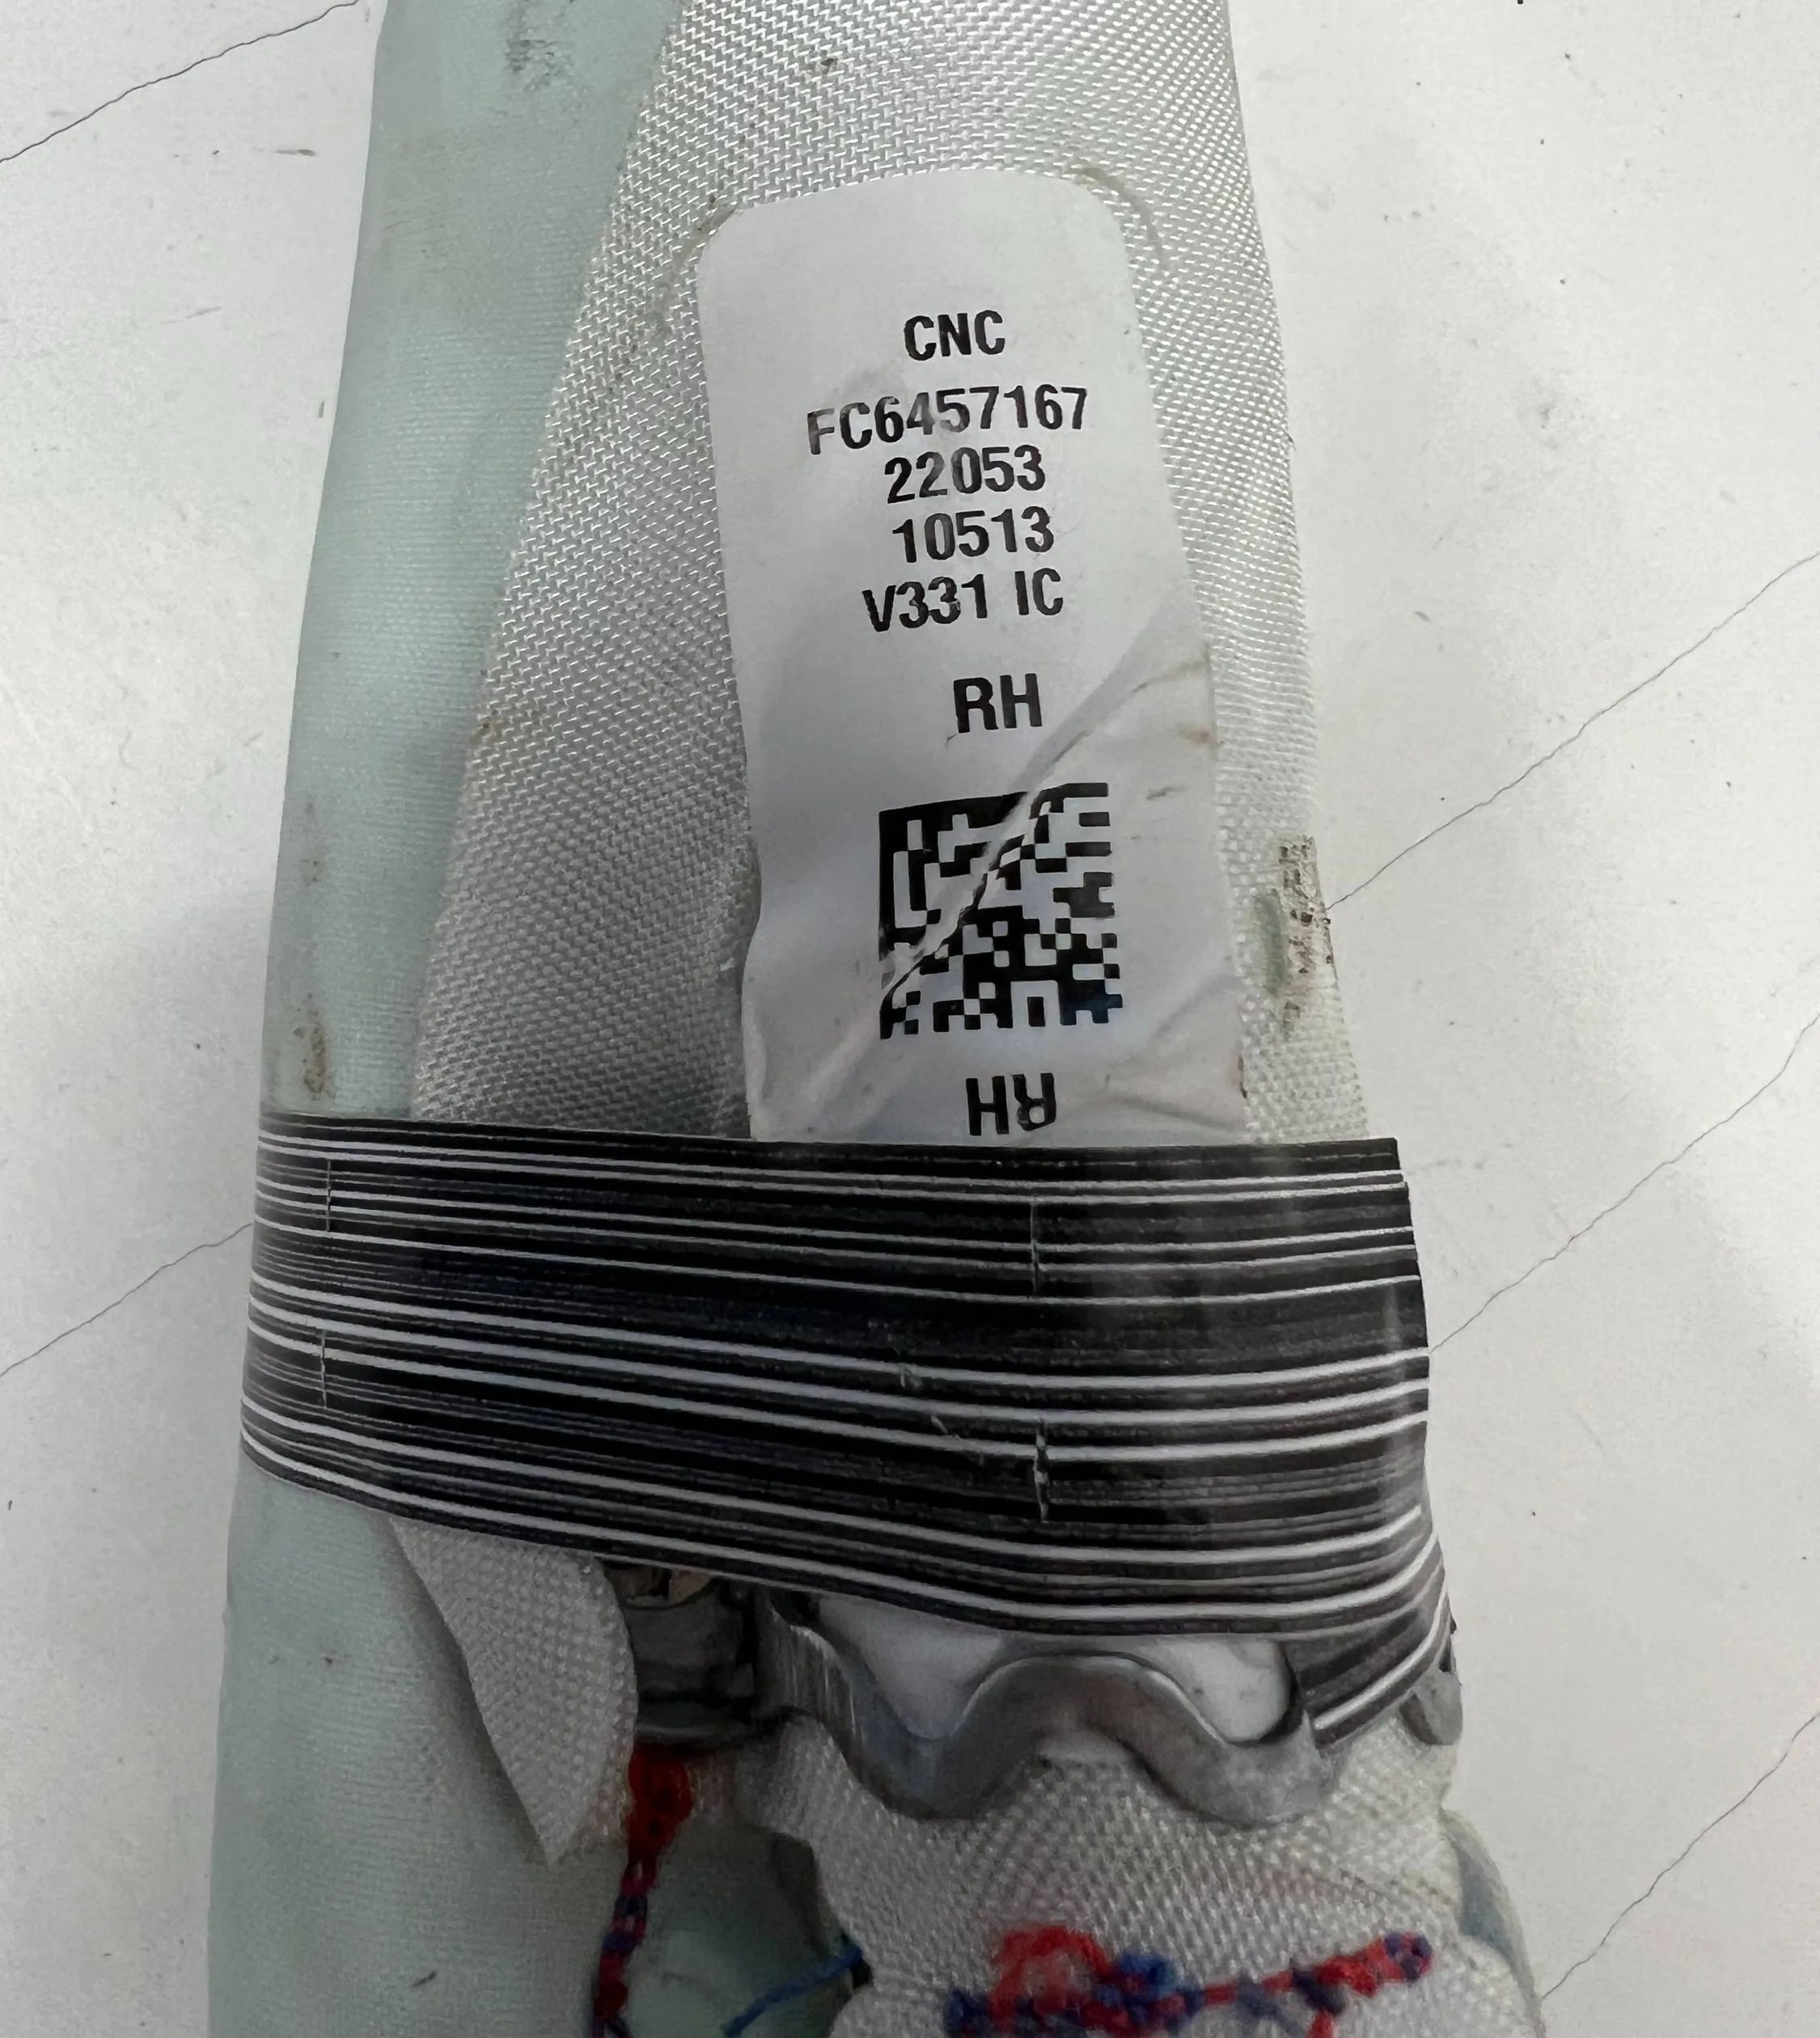 CNC
FC6457167
22053
10513
V331 IC
RH
RH